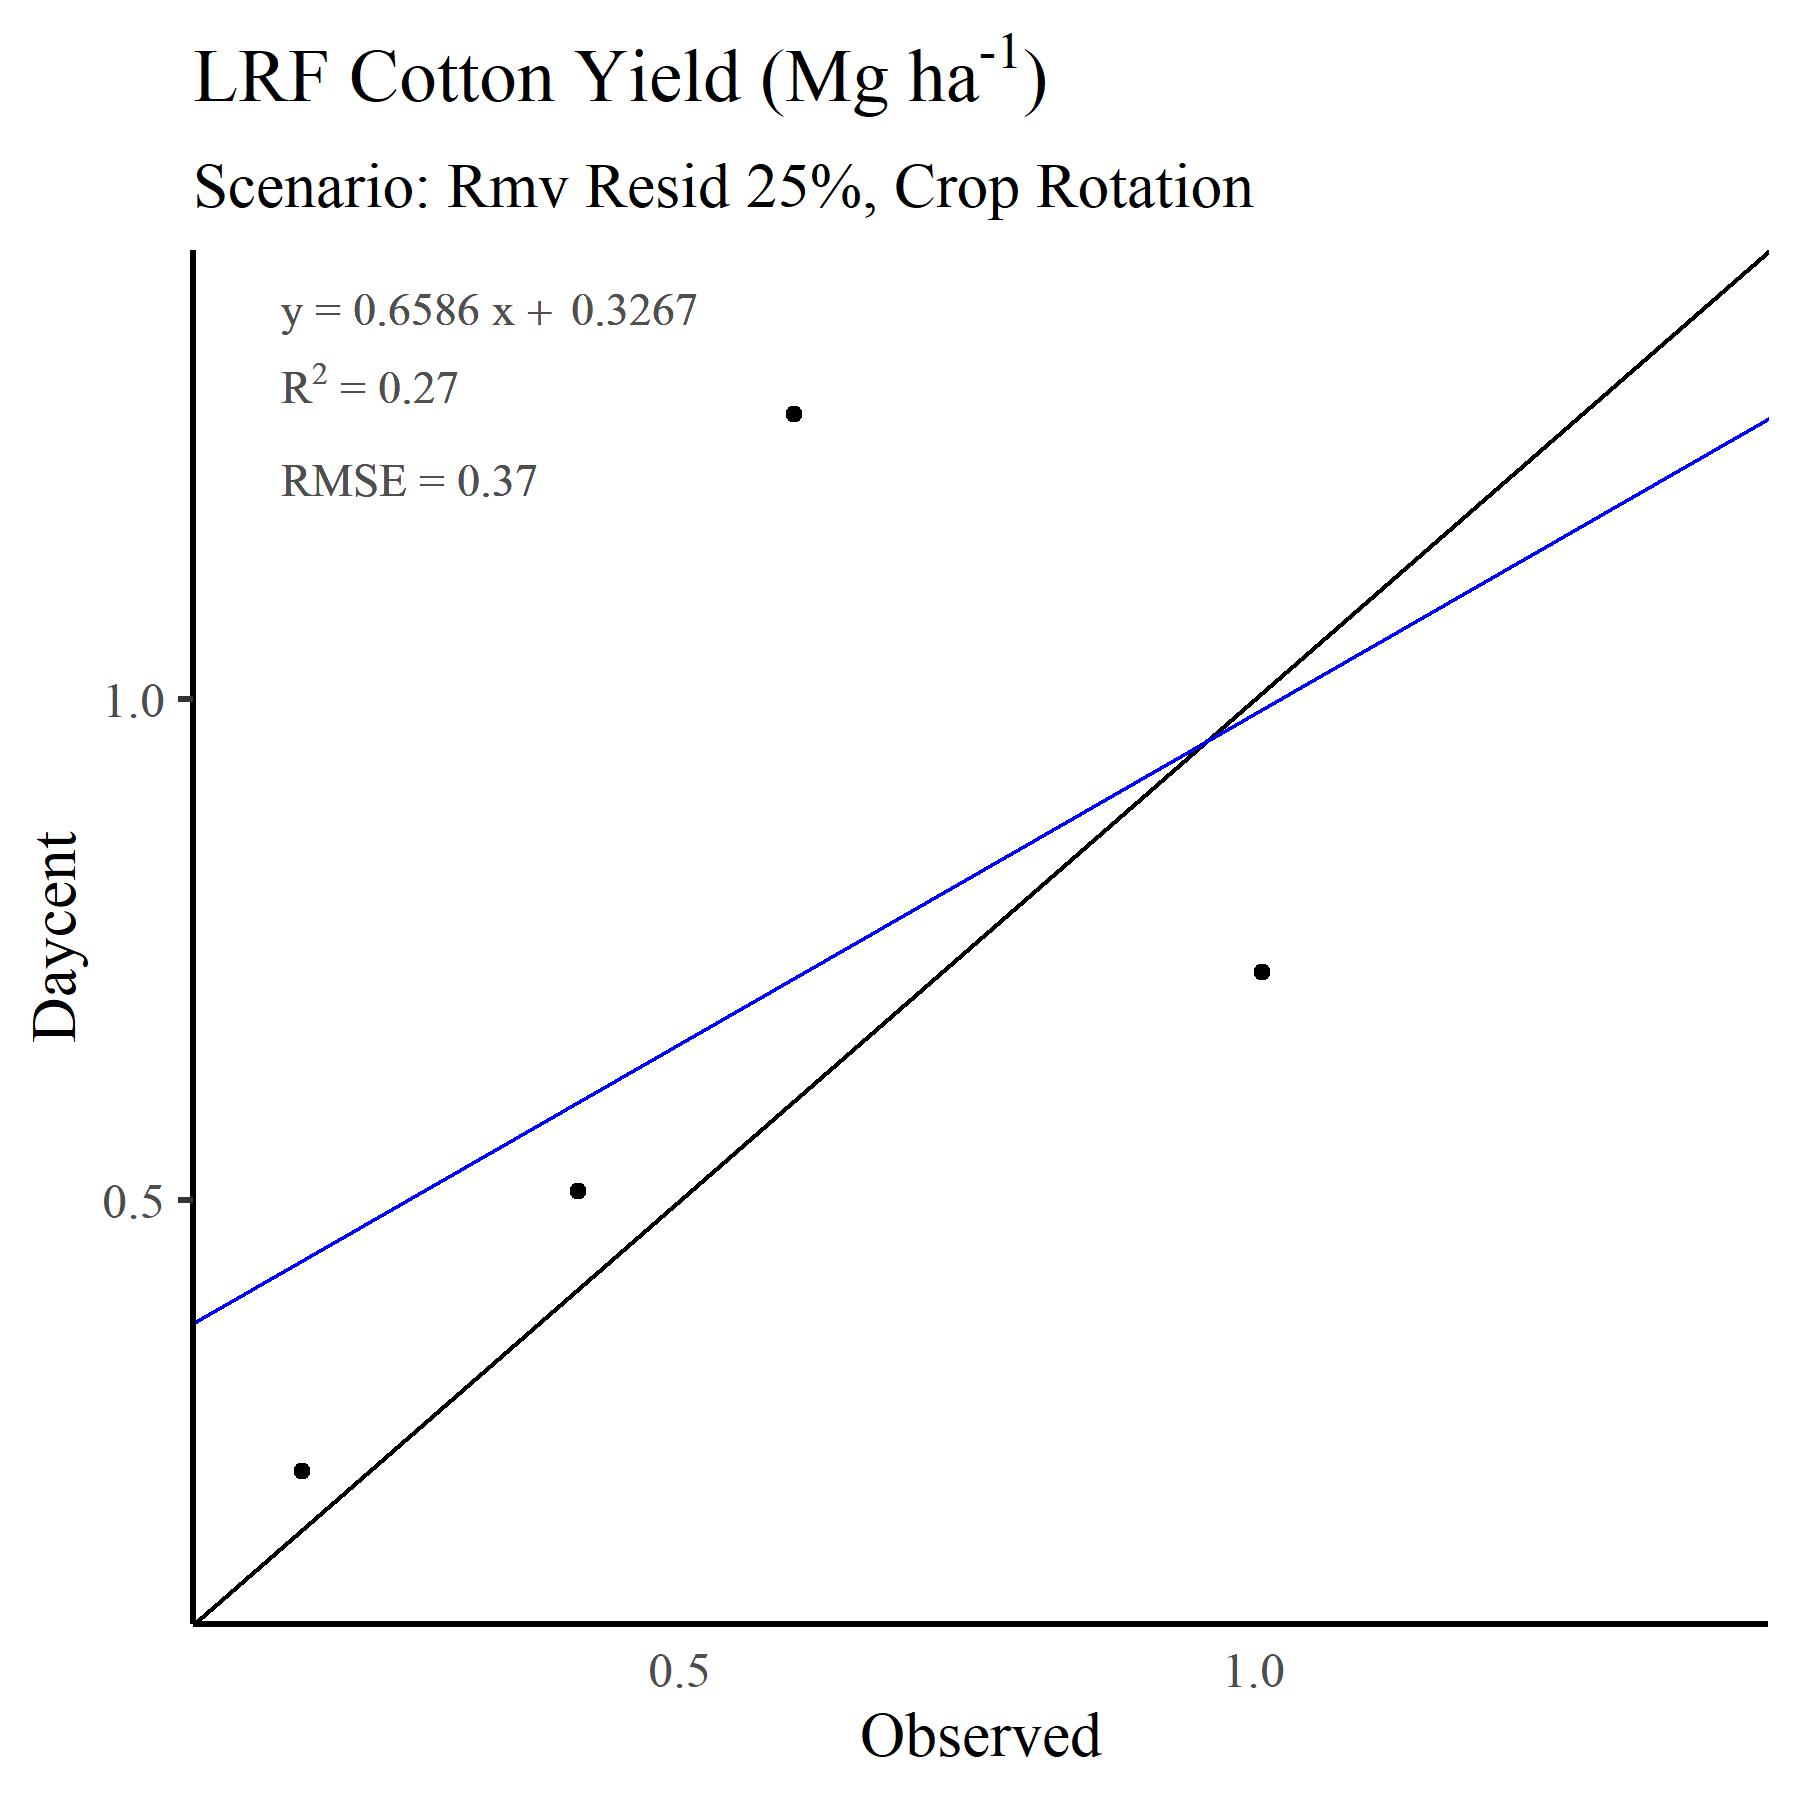 LRF Cotton Yield (Mg ha⁻¹)
Scenario: Rmv Resid 25%, Crop Rotation
y = 0.6586 x + 0.3267
R² = 0.27
RMSE = 0.37
1.0
0.5
Daycent
0.5
1.0
Observed